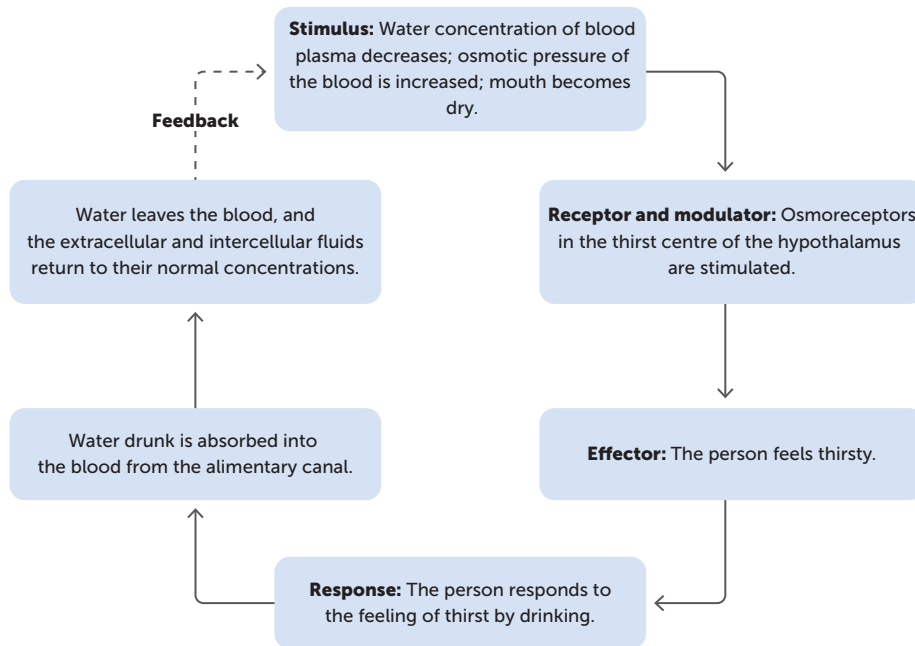 Stimulus: Water concentration of blood
plasma decreases; osmotic pressure of
the blood is increased; mouth becomes
dry.
Feedback
Receptor and modulator: Osmoreceptors
in the thirst centre of the hypothalamus
are stimulated.
Effector: The person feels thirsty.
Response: The person responds to
the feeling of thirst by drinking.
Water drunk is absorbed into
the blood from the alimentary canal.
Water leaves the blood, and
the extracellular and intercellular fluids
return to their normal concentrations.